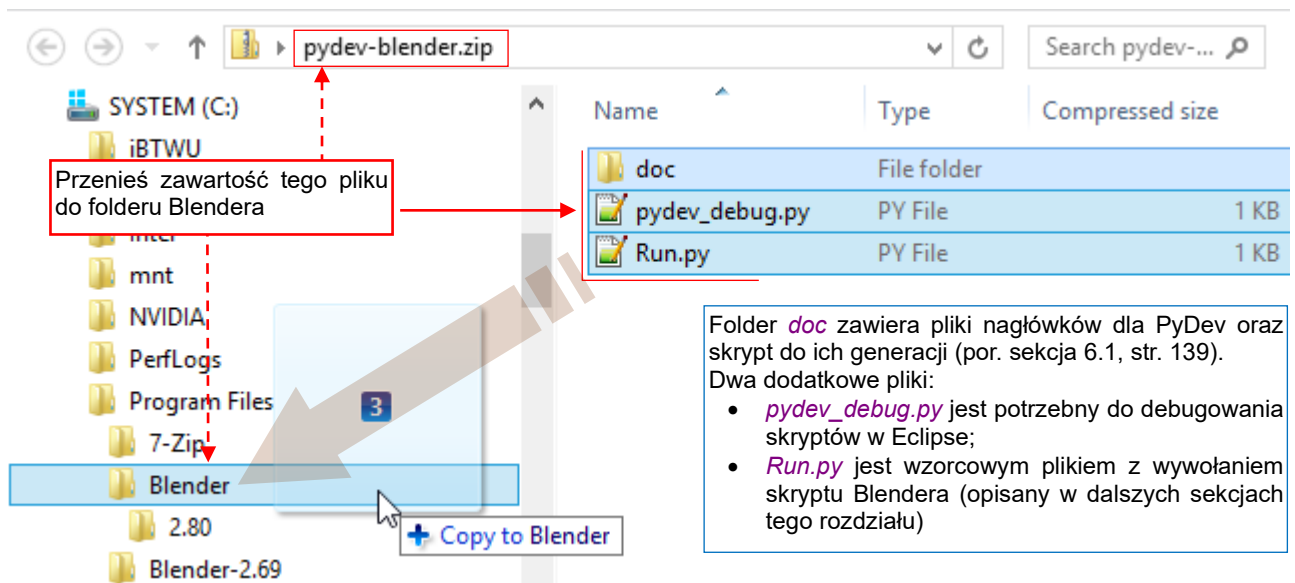 pydev-blender.zip
Search pydev-...
SYSTEM (C:)
iBTWU
Przenieś zawartość tego pliku
do folderu Blendera
mnt
NVIDIA
PerfLogs
Program Files
7-Zip
Blender
2.80
Blender-2.69
3
Copy to Blender
Name Type Compressed size
doc File folder
pydev_debug.py PY File 1 KB
Run.py PY File 1 KB
Folder doc zawiera pliki nagłówków dla PyDev oraz
skrypt do ich generacji (por. sekcja 6.1, str. 139).
Dwa dodatkowe pliki:
• pydev_debug.py jest potrzebny do debugowania
skryptów w Eclipse;
• Run.py jest wzorcowym plikiem z wywołaniem
skryptu Blendera (opisany w dalszych sekcjach
tego rozdziału)